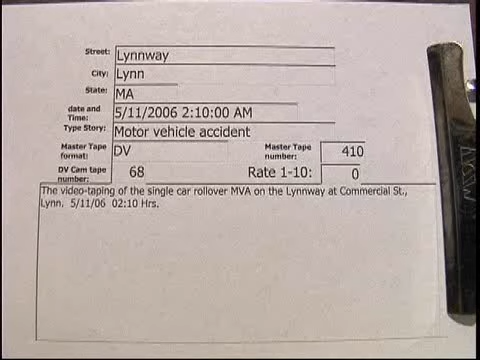 Street: Lynnway
City: Lynn
State: MA
date and Time: 5/11/2006 2:10:00 AM
Type Story: Motor vehicle accident
Master Tape format: DV Master Tape number: 410
DV Cam tape number: 68 Rate 1-10: 0
The video-taping of the single car rollover MVA on the Lynnway at Commercial St.,
Lynn, 5/11/06 02:10 Hrs.